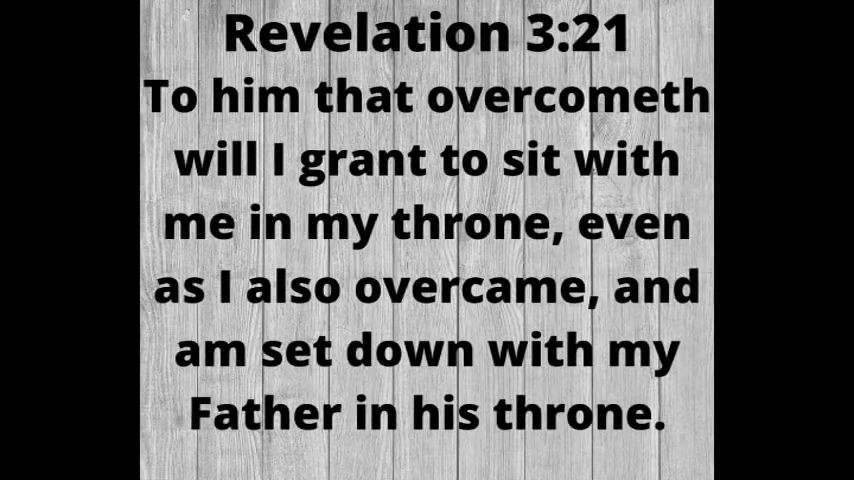 Revelation 3:21
To him that overcometh
will I grant to sit with
me in my throne, even
as I also overcame, and
am set down with my
Father in his throne.